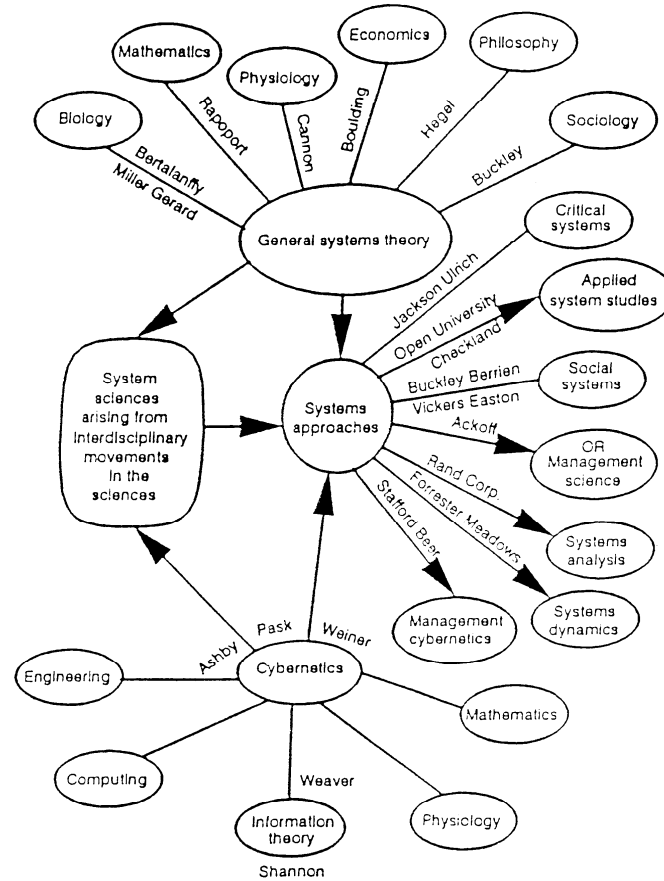 Economics
Philosophy
Mathematics
Physiology
Biology
Sociology
Rapoport
Cannon
Boulding
Hegel
Buckley
Bertalanffy
Miller Gerard
General systems theory
Critical
systems
Jackson Ulrich
Applied
system studies
Open University
Checkland
System
sciences
arising from
interdisciplinary
movements
in the
sciences
Systems
approaches
Buckley Berrien
Vickers Easton
Social
systems
Ackoff
OR
Management
science
Rand Corp.
Forrester Meadows
Stafford Beer
Systems
analysis
Systems
dynamics
Management
cybernetics
Ashby
Pask
Weiner
Cybernetics
Engineering
Mathematics
Computing
Weaver
Information
theory
Shannon
Physiology